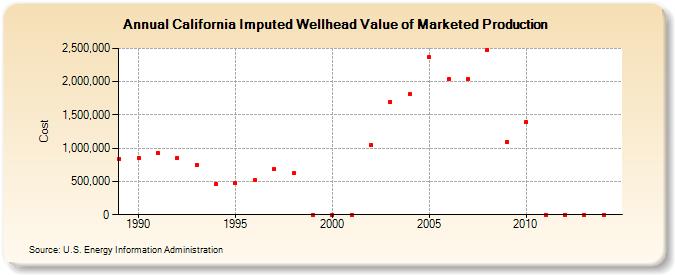 Annual California Imputed Wellhead Value of Marketed Production
2,500,000
2,000,000
1,500,000
1,000,000
500,000
0
Cost
1990 1995 2000 2005 2010
Source: U.S. Energy Information Administration